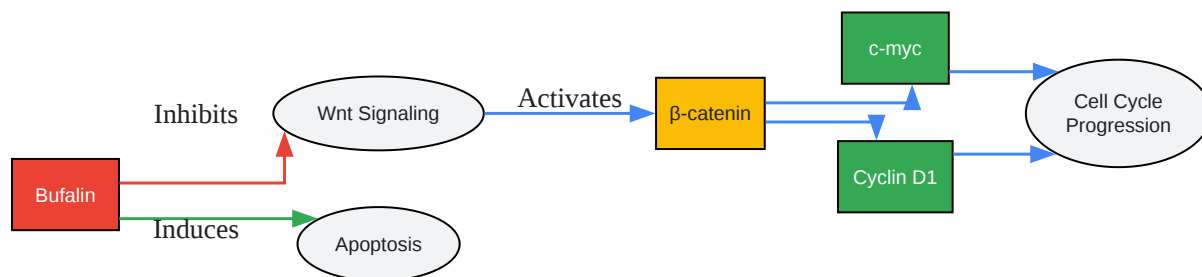 Bufalin
Inhibits
Induces
Wnt Signaling
Apoptosis
Activates
β-catenin
c-myc
Cyclin D1
Cell Cycle
Progression